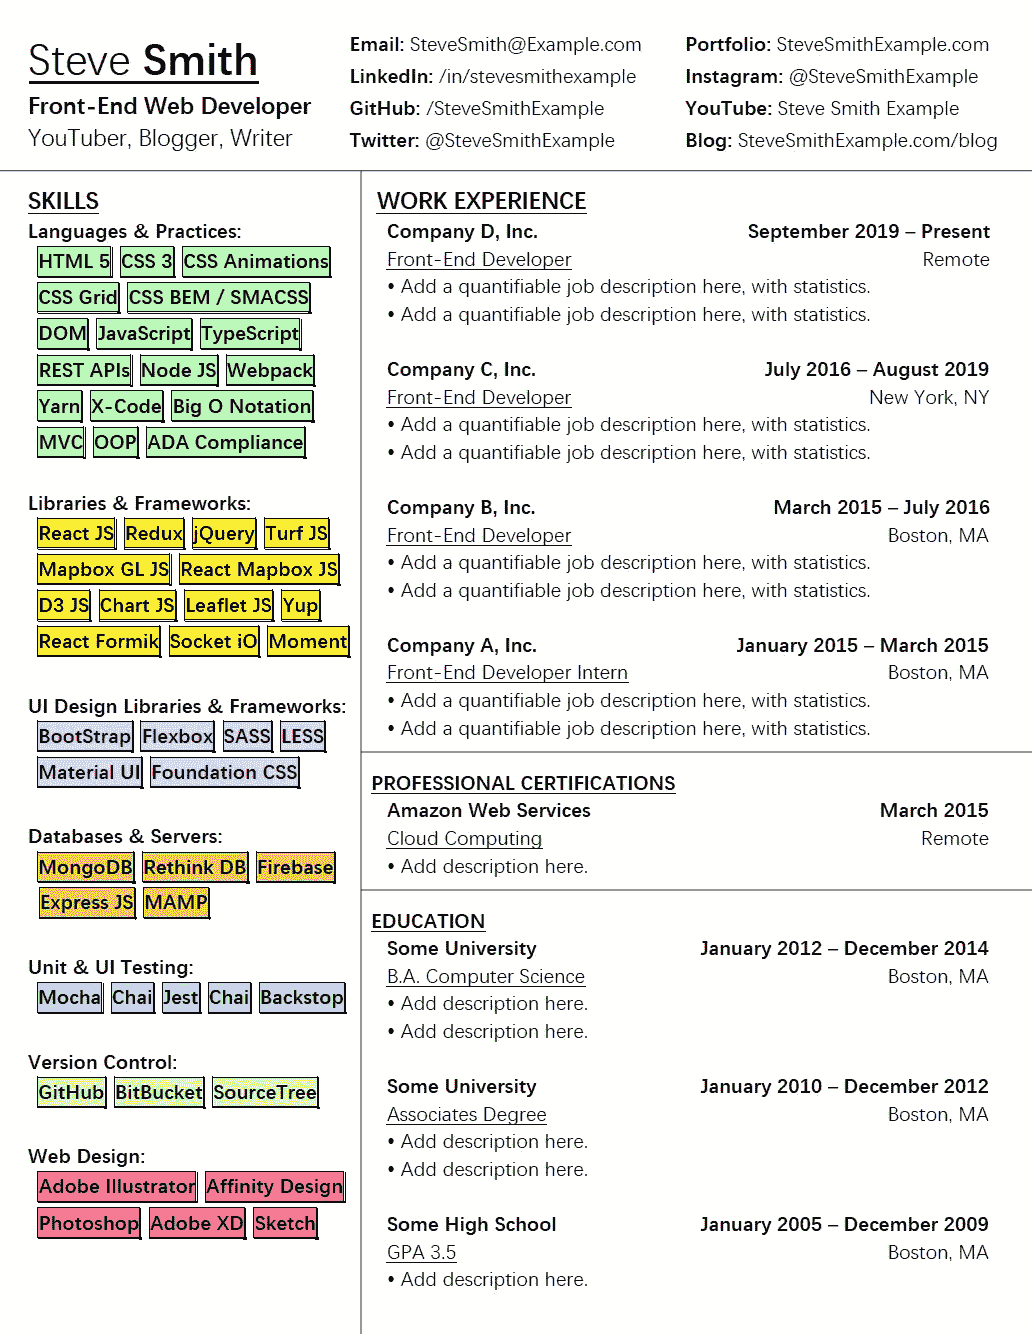 Steve Smith
Front-End Web Developer
YouTuber, Blogger, Writer
Email: SteveSmith@Example.com
LinkedIn: /in/stevesmithexample
GitHub: /SteveSmithExample
Twitter: @SteveSmithExample
Portfolio: SteveSmithExample.com
Instagram: @SteveSmithExample
YouTube: Steve Smith Example
Blog: SteveSmithExample.com/blog
SKILLS
Languages & Practices:
HTML 5 CSS 3 CSS Animations
CSS Grid CSS BEM / SMACSS
DOM JavaScript TypeScript
REST APIs Node JS Webpack
Yarn X-Code Big O Notation
MVC OOP ADA Compliance
Libraries & Frameworks:
React JS Redux jQuery Turf JS
Mapbox GL JS React Mapbox JS
D3 JS Chart JS Leaflet JS Yup
React Formik Socket iO Moment
UI Design Libraries & Frameworks:
BootStrap Flexbox SASS LESS
Material UI Foundation CSS
Databases & Servers:
MongoDB Rethink DB Firebase
Express JS MAMP
Unit & UI Testing:
Mocha Chai Jest Chai Backstop
Version Control:
GitHub BitBucket SourceTree
Web Design:
Adobe Illustrator Affinity Design
Photoshop Adobe XD Sketch
WORK EXPERIENCE
Company D, Inc. September 2019 – Present
Front-End Developer Remote
• Add a quantifiable job description here, with statistics.
• Add a quantifiable job description here, with statistics.
Company C, Inc. July 2016 – August 2019
Front-End Developer New York, NY
• Add a quantifiable job description here, with statistics.
• Add a quantifiable job description here, with statistics.
Company B, Inc. March 2015 – July 2016
Front-End Developer Boston, MA
• Add a quantifiable job description here, with statistics.
• Add a quantifiable job description here, with statistics.
Company A, Inc. January 2015 – March 2015
Front-End Developer Intern Boston, MA
• Add a quantifiable job description here, with statistics.
• Add a quantifiable job description here, with statistics.
PROFESSIONAL CERTIFICATIONS
Amazon Web Services March 2015
Cloud Computing Remote
• Add description here.
EDUCATION
Some University January 2012 – December 2014
B.A. Computer Science Boston, MA
• Add description here.
• Add description here.
Some University January 2010 – December 2012
Associates Degree Boston, MA
• Add description here.
• Add description here.
Some High School January 2005 – December 2009
GPA 3.5 Boston, MA
• Add description here.